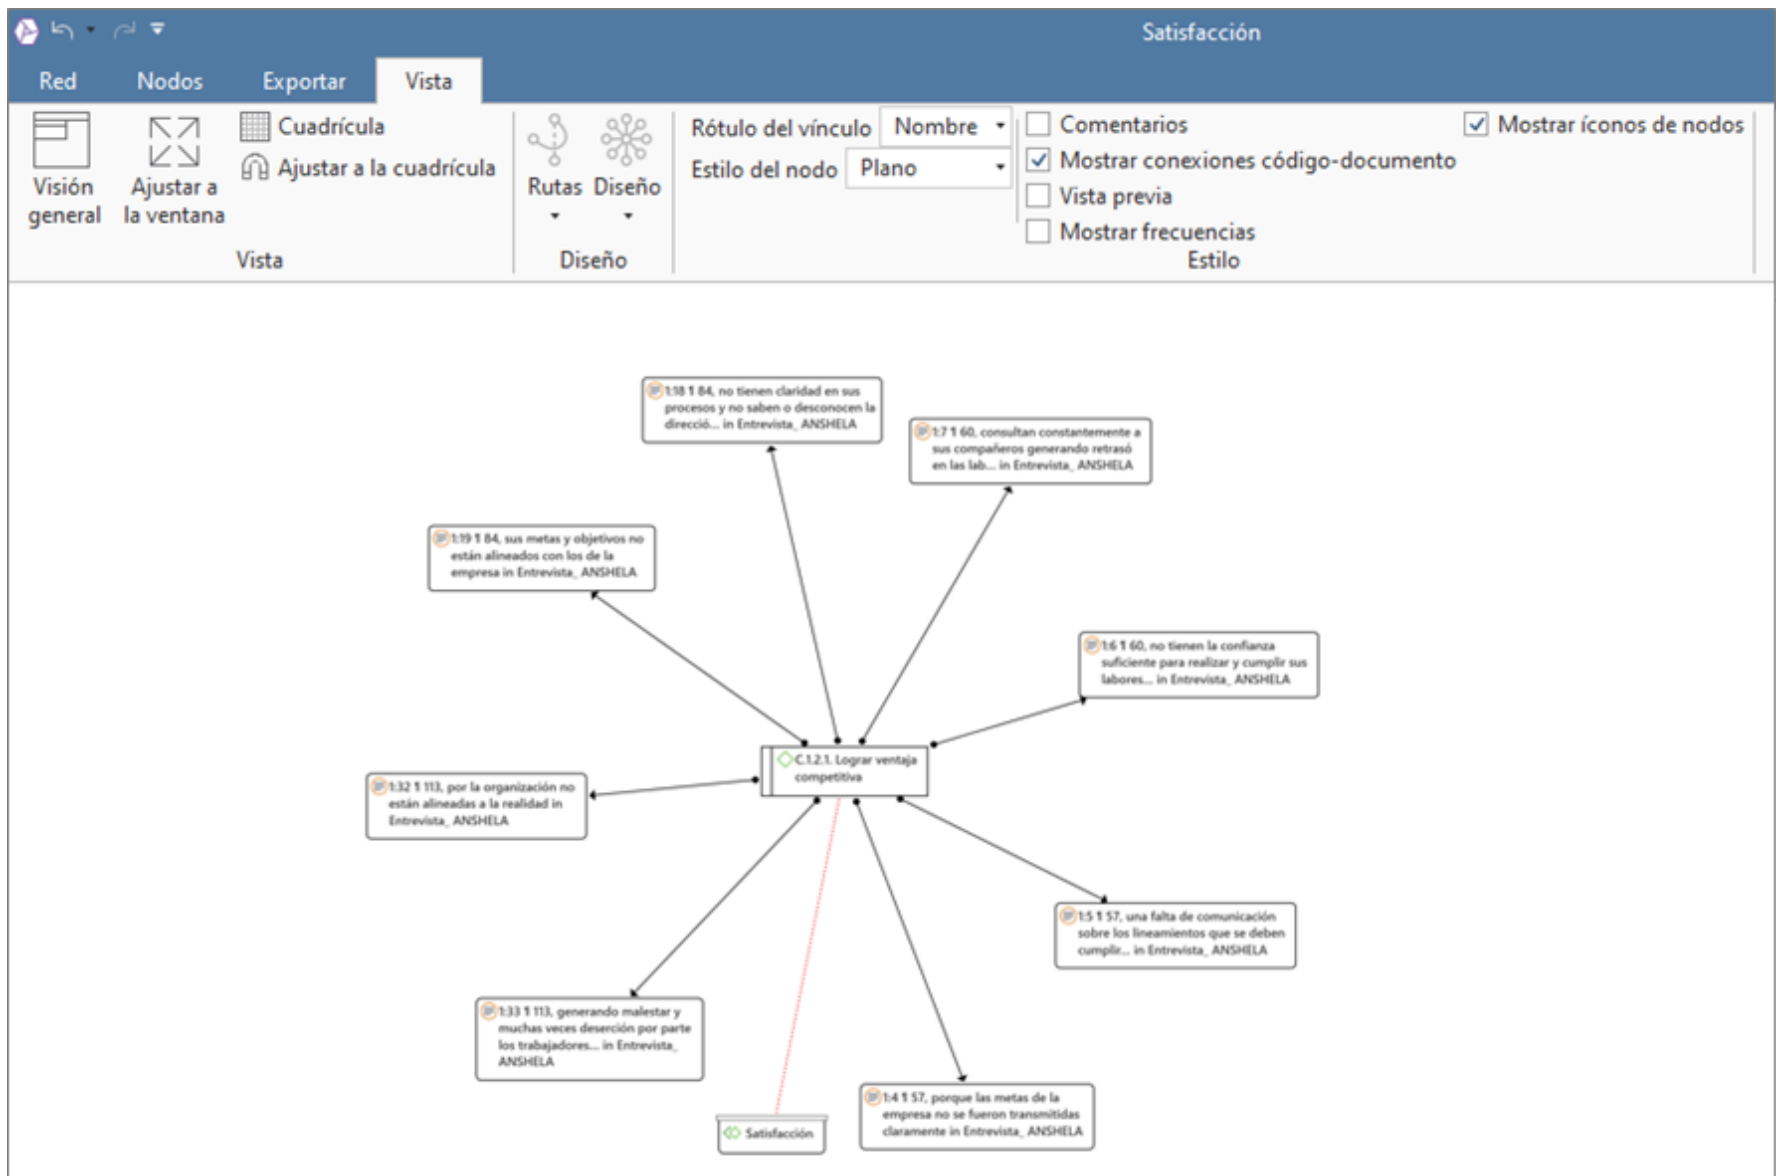 Satisfacción
Red Nodos Exportar Vista
Visión general
Ajustar a la ventana
Cuadrícula
Ajustar a la cuadrícula
Vista
Rutas Diseño
Diseño
Rótulo del vínculo Nombre
Estilo del nodo Plano
Comentarios
Mostrar conexiones código-documento
Vista previa
Mostrar frecuencias
Mostrar íconos de nodos
Estilo
1:18 ¶ 84, no tienen claridad en sus
procesos y no saben o desconocen la
direcció... in Entrevista_ ANSHELA
1:7 ¶ 60, consultan constantemente a
sus compañeros generando retrasó
en las lab... in Entrevista_ ANSHELA
1:19 ¶ 84, sus metas y objetivos no
están alineados con los de la
empresa in Entrevista_ ANSHELA
1:6 ¶ 60, no tienen la confianza
suficiente para realizar y cumplir sus
labores... in Entrevista_ ANSHELA
C.1.2.1. Lograr ventaja
competitiva
1:32 ¶ 113, por la organización no
están alineadas a la realidad in
Entrevista_ ANSHELA
1:5 ¶ 57, una falta de comunicación
sobre los lineamientos que se deben
cumplir... in Entrevista_ ANSHELA
1:33 ¶ 113, generando malestar y
muchas veces deserción por parte
los trabajadores... in Entrevista_
ANSHELA
1:4 ¶ 57, porque las metas de la
empresa no se fueron transmitidas
claramente in Entrevista_ ANSHELA
Satisfacción